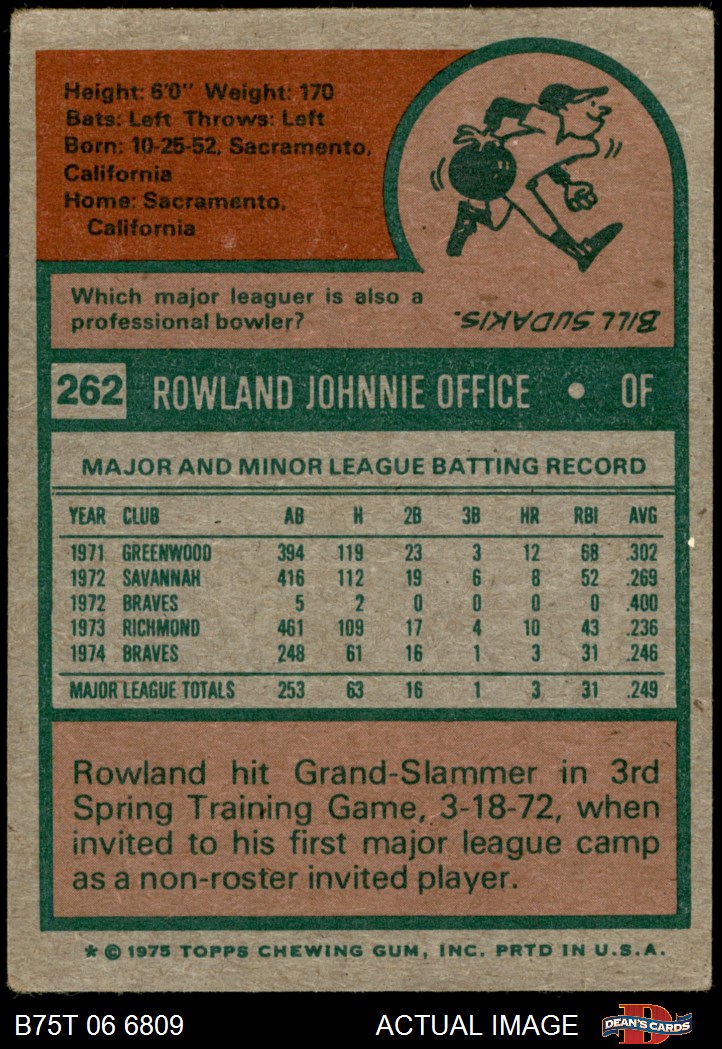 Height: 6'0" Weight: 170
Bats: Left Throws: Left
Born: 10-25-52, Sacramento,
California
Home: Sacramento,
California
Which major leaguer is also a
professional bowler?
BILL SUDAKIS.
262 ROWLAND JOHNNIE OFFICE • OF
MAJOR AND MINOR LEAGUE BATTING RECORD
YEAR CLUB AB H 2B 3B HR RBI AVG
1971 GREENWOOD 394 119 23 3 12 68 .302
1972 SAVANNAH 416 112 19 6 8 52 .269
1972 BRAVES 5 2 0 0 0 0 .400
1973 RICHMOND 461 109 17 4 10 43 .236
1974 BRAVES 248 61 16 1 3 31 .246
MAJOR LEAGUE TOTALS 253 63 16 1 3 31 .249
Rowland hit Grand-Slammer in 3rd
Spring Training Game, 3-18-72, when
invited to his first major league camp
as a non-roster invited player.
* © 1975 TOPPS CHEWING GUM, INC. PRTD IN U.S.A.
B75T 06 6809 ACTUAL IMAGE D DEAN'S CARDS